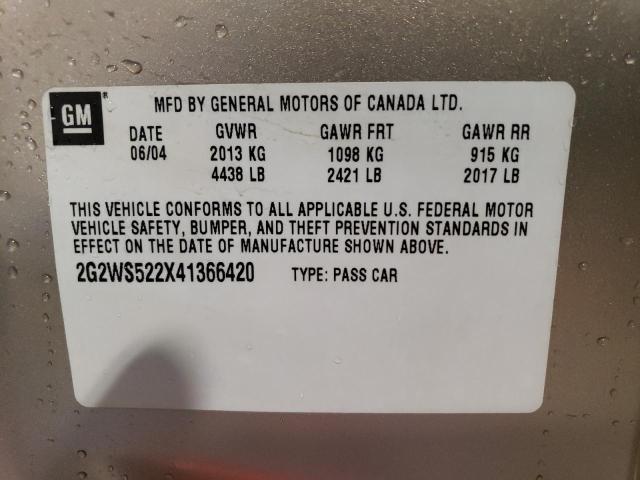 GM
MFD BY GENERAL MOTORS OF CANADA LTD.
DATE GVWR GAWR FRT GAWR RR
06/04 2013 KG 1098 KG 915 KG
4438 LB 2421 LB 2017 LB
THIS VEHICLE CONFORMS TO ALL APPLICABLE U.S. FEDERAL MOTOR
VEHICLE SAFETY, BUMPER, AND THEFT PREVENTION STANDARDS IN
EFFECT ON THE DATE OF MANUFACTURE SHOWN ABOVE.
2G2WS522X41366420 TYPE: PASS CAR